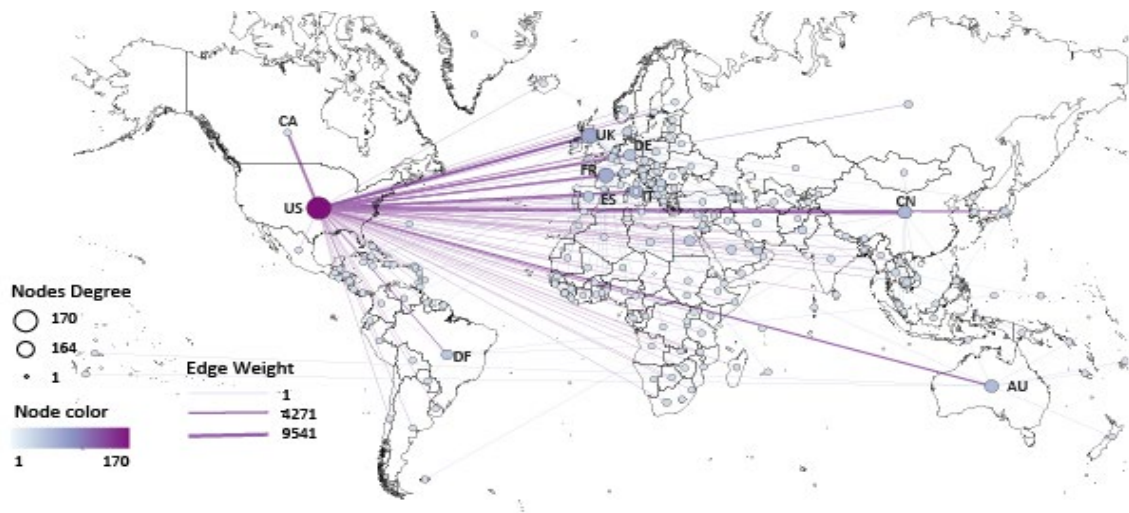 CA
UK
DE
FR
US
ES
IT
CN
Nodes Degree
170
164
1
DF
AU
Edge Weight
1
4271
9541
Node color
1 170